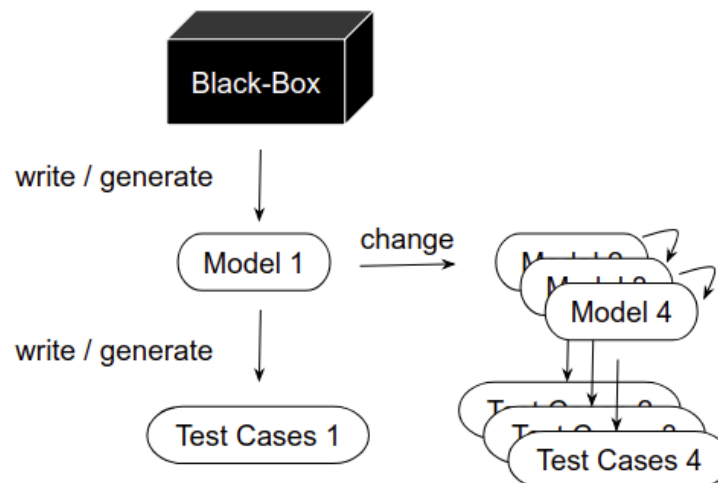 Black-Box
write / generate
Model 1
change
Model 4
write / generate
Test Cases 1
Test Cases 4